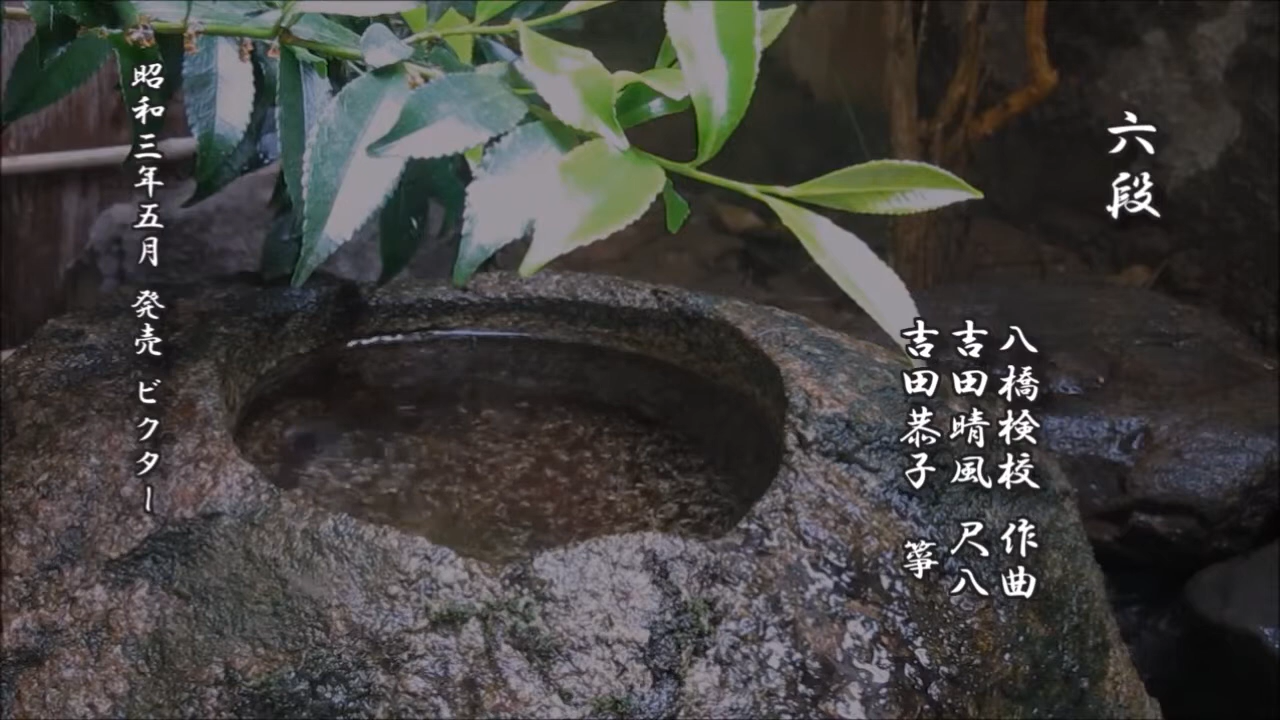 六段
八橋検校 作曲
吉田晴風 尺八
吉田恭子 箏
昭和三年五月 発売 ビクター